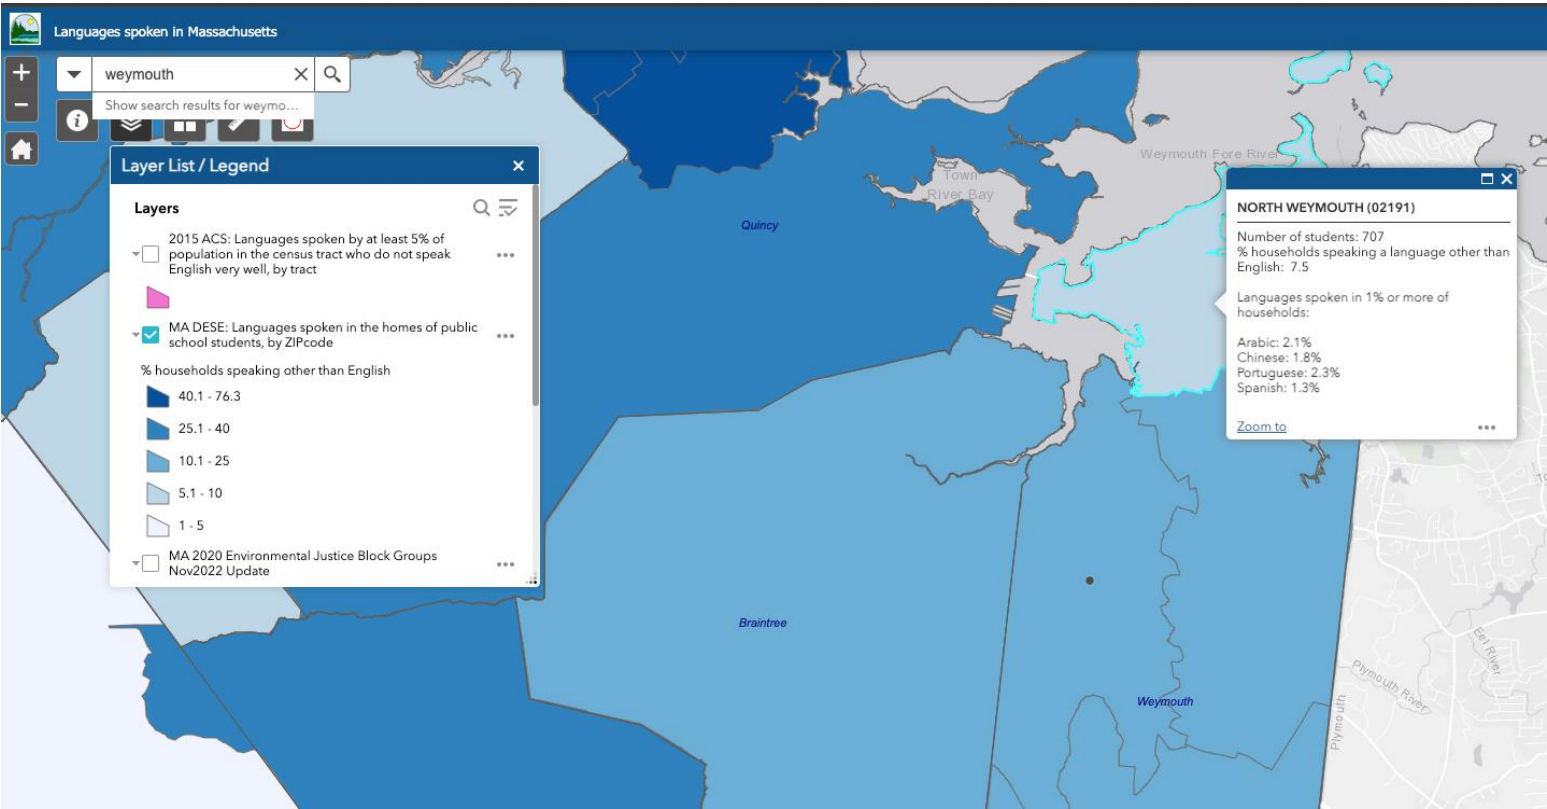 Languages spoken in Massachusetts
+
weymouth
−
Show search results for weymo...
Layer List / Legend
Layers
2015 ACS: Languages spoken by at least 5% of
population in the census tract who do not speak
English very well, by tract
MA DESE: Languages spoken in the homes of public
school students, by ZIPcode
% households speaking other than English
40.1 - 76.3
25.1 - 40
10.1 - 25
5.1 - 10
1 - 5
MA 2020 Environmental Justice Block Groups
Nov2022 Update
Weymouth Fore River
Town
River Bay
Quincy
NORTH WEYMOUTH (02191)
Number of students: 707
% households speaking a language other than
English: 7.5
Languages spoken in 1% or more of
households:
Arabic: 2.1%
Chinese: 1.8%
Portuguese: 2.3%
Spanish: 1.3%
Zoom to
Braintree
Weymouth
Plymouth River
Eel River
Plymouth